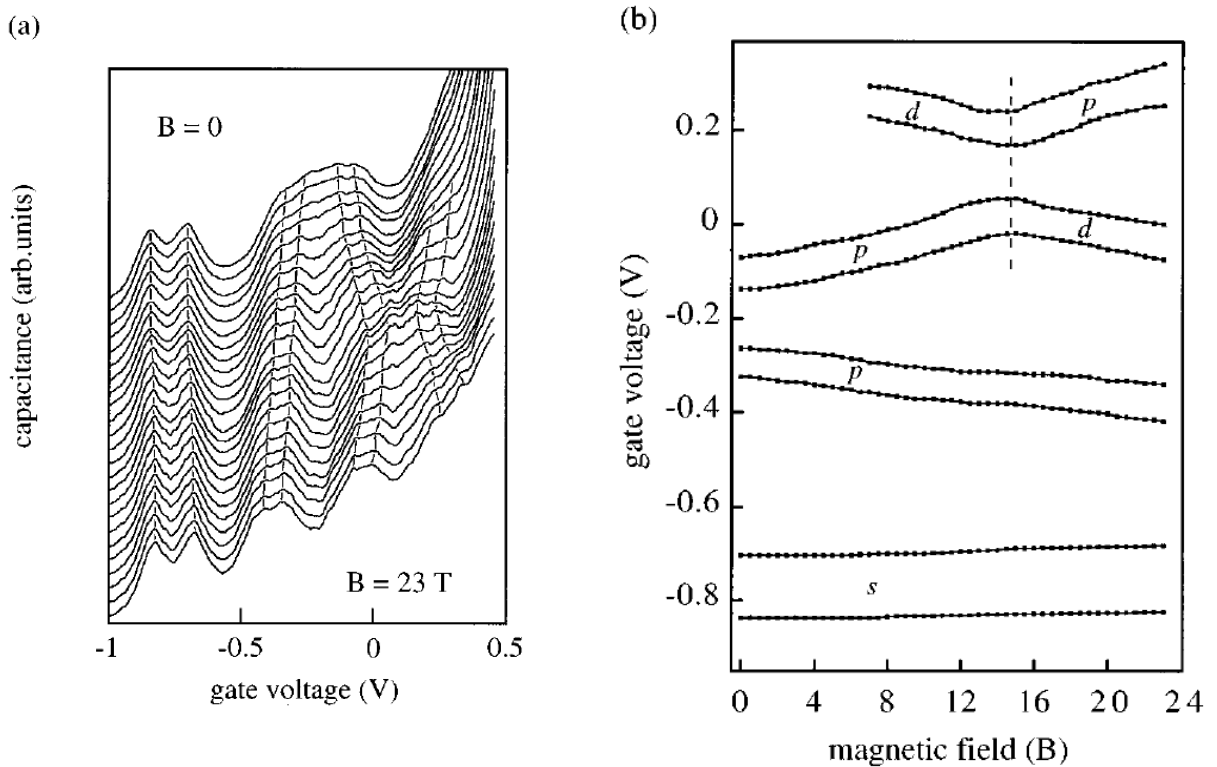 (a)
B = 0
capacitance (arb.units)
B = 23 T
-1 -0.5 0 0.5
gate voltage (V)
(b)
0.2
0
-0.2
-0.4
-0.6
-0.8
gate voltage (V)
d
p
p
d
p
s
0 4 8 12 16 20 24
magnetic field (B)